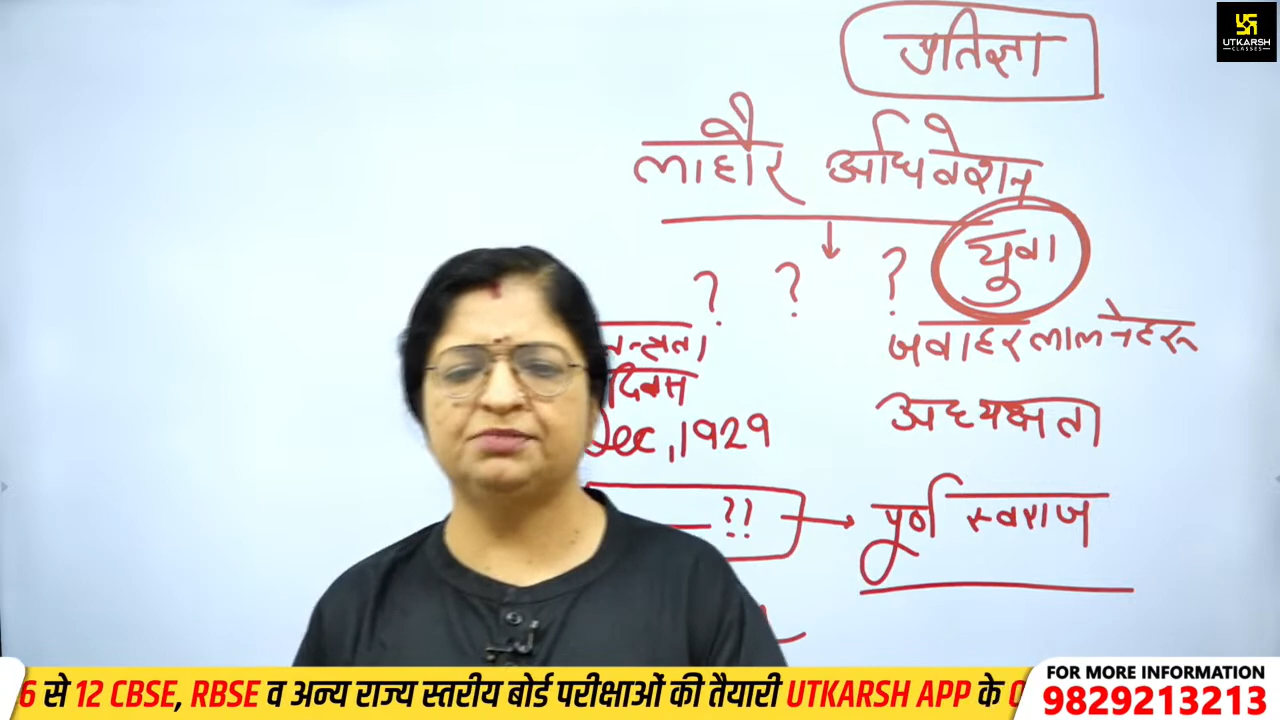 UTKARSH
CLASSES
प्रतिज्ञा
लाहौर अधिवेशन
युवा
? ? ?
जवाहरलाल नेहरू
दिवस
अध्यक्षता
Dec, 1929
?! पूर्ण स्वराज
6 से 12 CBSE, RBSE व अन्य राज्य स्तरीय बोर्ड परीक्षाओं की तैयारी UTKARSH APP के
FOR MORE INFORMATION
9829213213